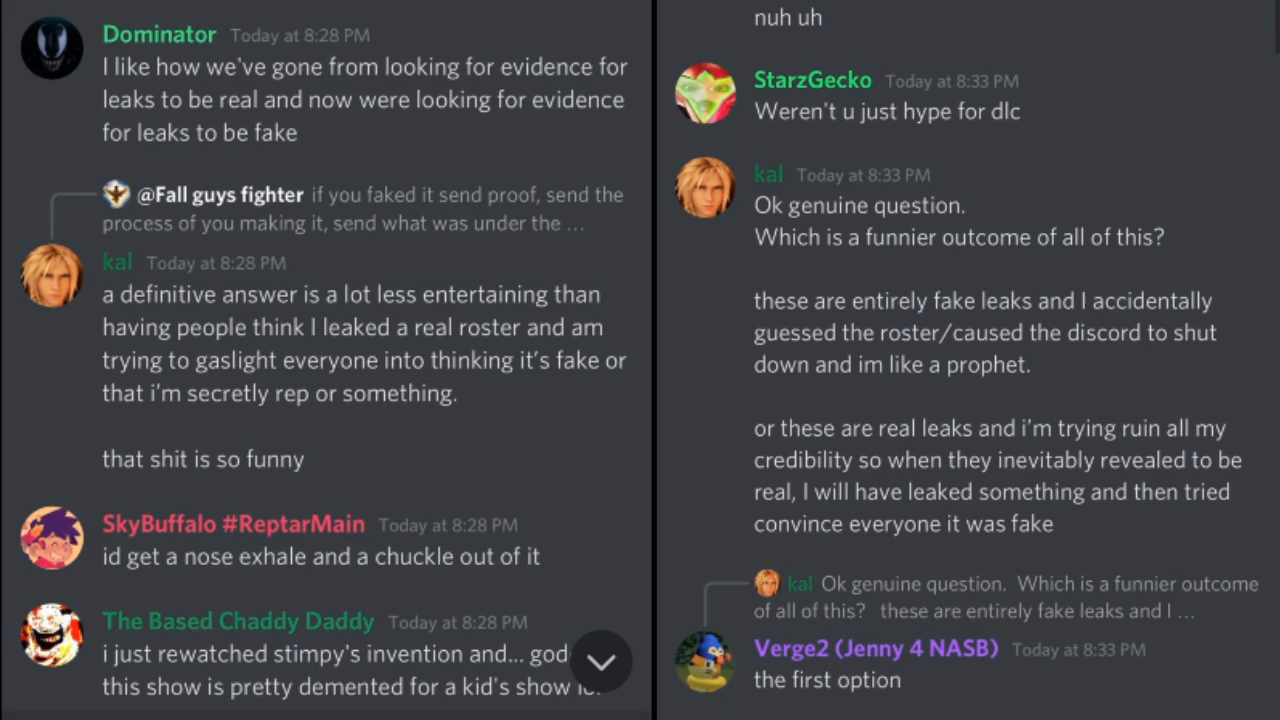 Dominator Today at 8:28 PM
I like how we've gone from looking for evidence for
leaks to be real and now were looking for evidence
for leaks to be fake
@Fall guys fighter if you faked it send proof, send the
process of you making it, send what was under the ...
kal Today at 8:28 PM
a definitive answer is a lot less entertaining than
having people think I leaked a real roster and am
trying to gaslight everyone into thinking it's fake or
that i'm secretly rep or something.
that shit is so funny
SkyBuffalo #ReptarMain Today at 8:28 PM
id get a nose exhale and a chuckle out of it
The Based Chaddy Daddy Today at 8:28 PM
i just rewatched stimpy's invention and... god
this show is pretty demented for a kid's show
nuh uh
StarzGecko Today at 8:33 PM
Weren't u just hype for dlc
kal Today at 8:33 PM
Ok genuine question.
Which is a funnier outcome of all of this?
these are entirely fake leaks and I accidentally
guessed the roster/caused the discord to shut
down and im like a prophet.
or these are real leaks and i'm trying ruin all my
credibility so when they inevitably revealed to be
real, I will have leaked something and then tried
convince everyone it was fake
kal Ok genuine question. Which is a funnier outcome
of all of this? these are entirely fake leaks and I ...
Verge2 (Jenny 4 NASB) Today at 8:33 PM
the first option